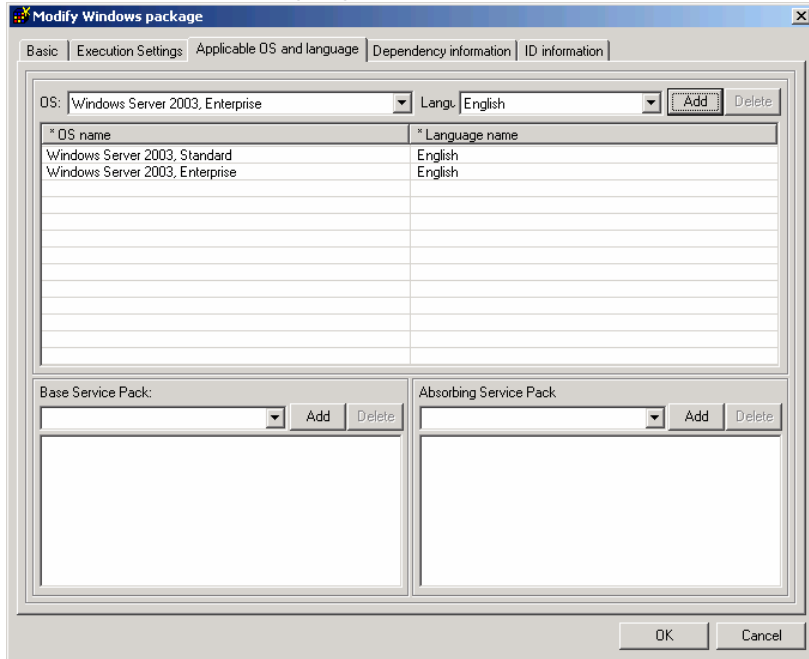 Modify Windows package
Basic Execution Settings Applicable OS and language Dependency information ID information
OS: Windows Server 2003, Enterprise Langu English Add Delete
* OS name * Language name
Windows Server 2003, Standard English
Windows Server 2003, Enterprise English
Base Service Pack: Absorbing Service Pack
Add Delete Add Delete
OK Cancel